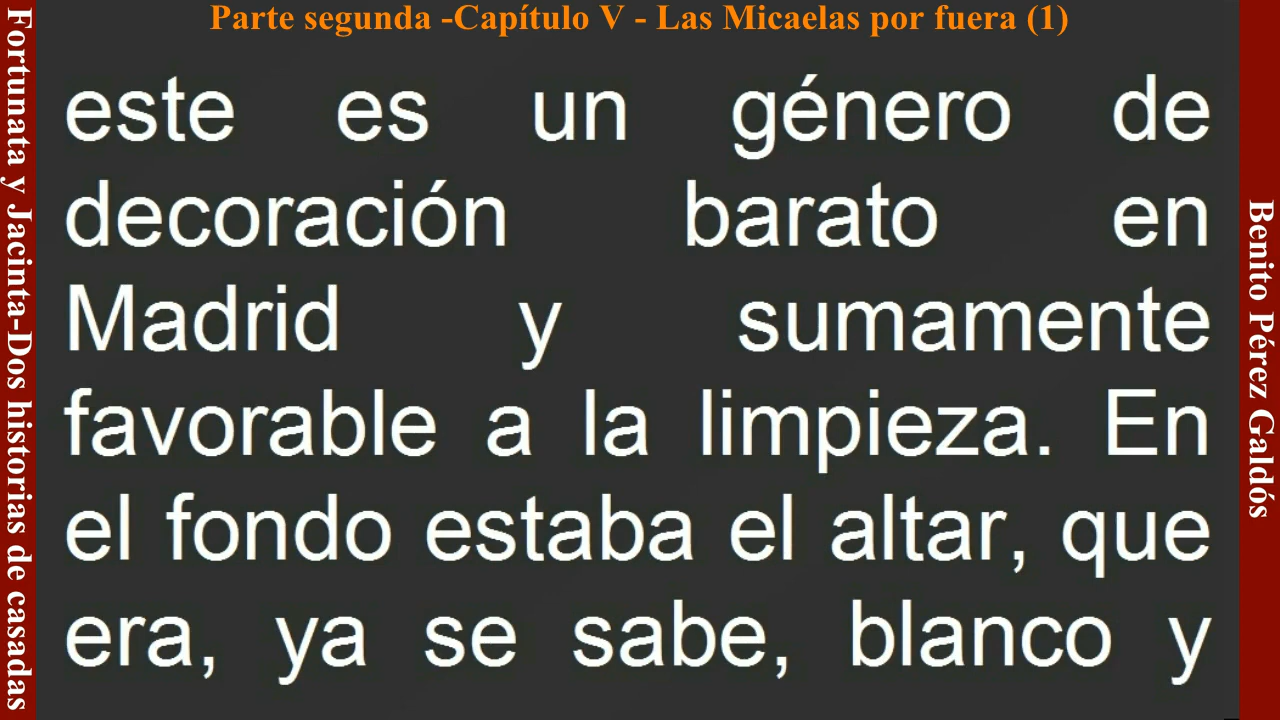 Parte segunda -Capítulo V - Las Micaelas por fuera (1)
Fortunata y Jacinta-Dos historias de casadas
este es un género de
decoración barato en
Madrid y sumamente
favorable a la limpieza. En
el fondo estaba el altar, que
era, ya se sabe, blanco y
Benito Pérez Galdós